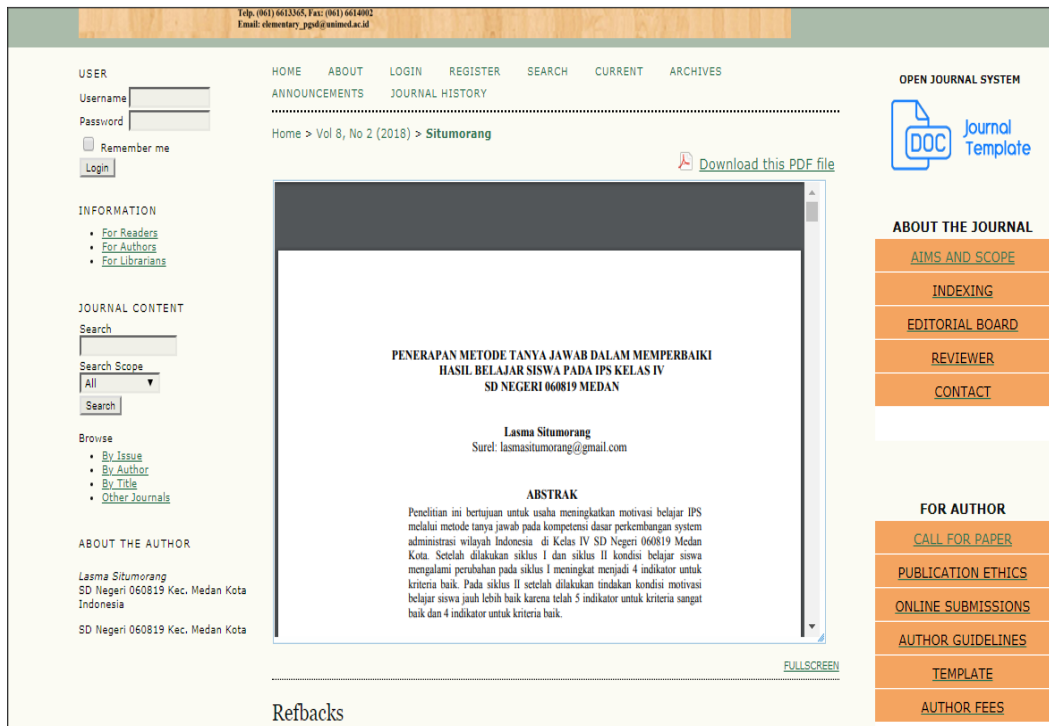 Telp. (061) 6613365, Fax: (061) 6614002
Email: elementary_pgsd@unimed.ac.id
USER
Username
Password
Remember me
Login
INFORMATION
For Readers
For Authors
For Librarians
JOURNAL CONTENT
Search
Search Scope
All
Search
Browse
By Issue
By Author
By Title
Other Journals
ABOUT THE AUTHOR
Lasma Situmorang
SD Negeri 060819 Kec. Medan Kota
Indonesia
SD Negeri 060819 Kec. Medan Kota
HOME ABOUT LOGIN REGISTER SEARCH CURRENT ARCHIVES
ANNOUNCEMENTS JOURNAL HISTORY
Home > Vol 8, No 2 (2018) > Situmorang
Download this PDF file
PENERAPAN METODE TANYA JAWAB DALAM MEMPERBAIKI
HASIL BELAJAR SISWA PADA IPS KELAS IV
SD NEGERI 060819 MEDAN
Lasma Situmorang
Surel: lasmasitumorang@gmail.com
ABSTRAK
Penelitian ini bertujuan untuk usaha meningkatkan motivasi belajar IPS
melalui metode tanya jawab pada kompetensi dasar perkembangan system
administrasi wilayah Indonesia di Kelas IV SD Negeri 060819 Medan
Kota. Setelah dilakukan siklus I dan siklus II kondisi belajar siswa
mengalami perubahan pada siklus I meningkat menjadi 4 indikator untuk
kriteria baik. Pada siklus II setelah dilakukan tindakan kondisi motivasi
belajar siswa jauh lebih baik karena telah 5 indikator untuk kriteria sangat
baik dan 4 indikator untuk kriteria baik.
FULLSCREEN
Refbacks
OPEN JOURNAL SYSTEM
DOC
Journal
Template
ABOUT THE JOURNAL
AIMS AND SCOPE
INDEXING
EDITORIAL BOARD
REVIEWER
CONTACT
FOR AUTHOR
CALL FOR PAPER
PUBLICATION ETHICS
ONLINE SUBMISSIONS
AUTHOR GUIDELINES
TEMPLATE
AUTHOR FEES